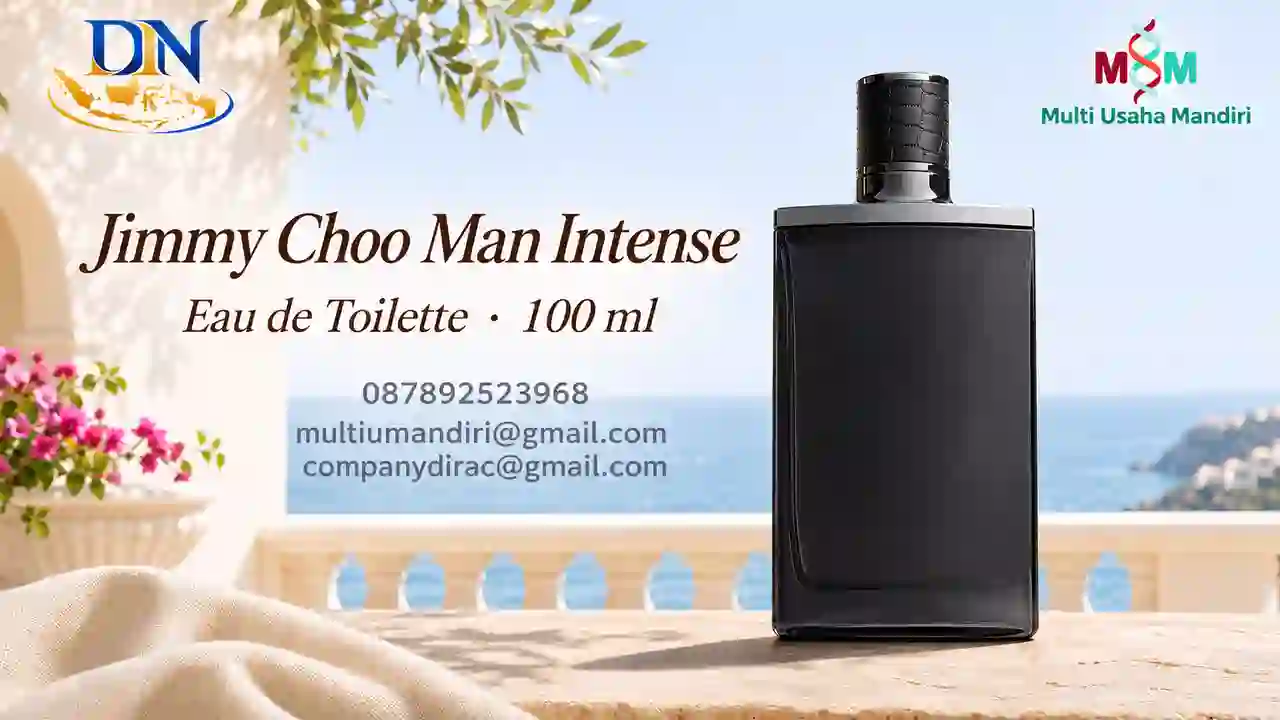 DN
MSM
Multi Usaha Mandiri
Jimmy Choo Man Intense
Eau de Toilette · 100 ml
087892523968
multiumandiri@gmail.com
companydirac@gmail.com